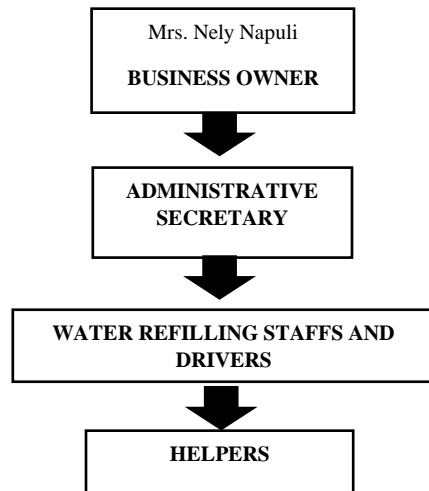 Mrs. Nely Napuli
BUSINESS OWNER
ADMINISTRATIVE
SECRETARY
WATER REFILLING STAFFS AND
DRIVERS
HELPERS